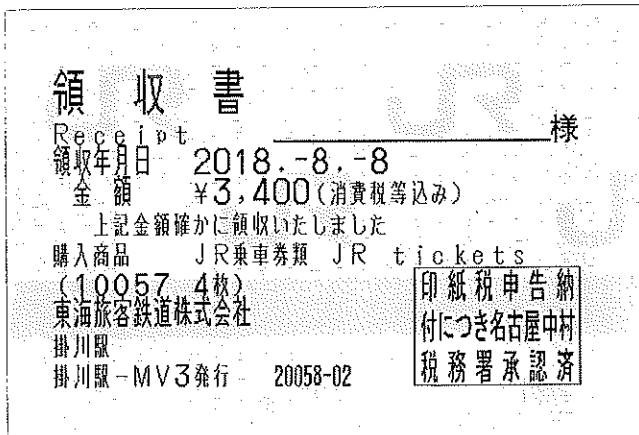 領収書
Receipt 様
領収年月日 2018.-8.-8
金額 ¥3,400(消費税等込み)
上記金額確かに領収いたしました
購入商品 JR乗車券類 JR tickets
(10057 4枚)
東海旅客鉄道株式会社
掛川駅
掛川駅-MV3発行 20058-02
印紙税申告納
付につき名古屋中村
税務署承認済